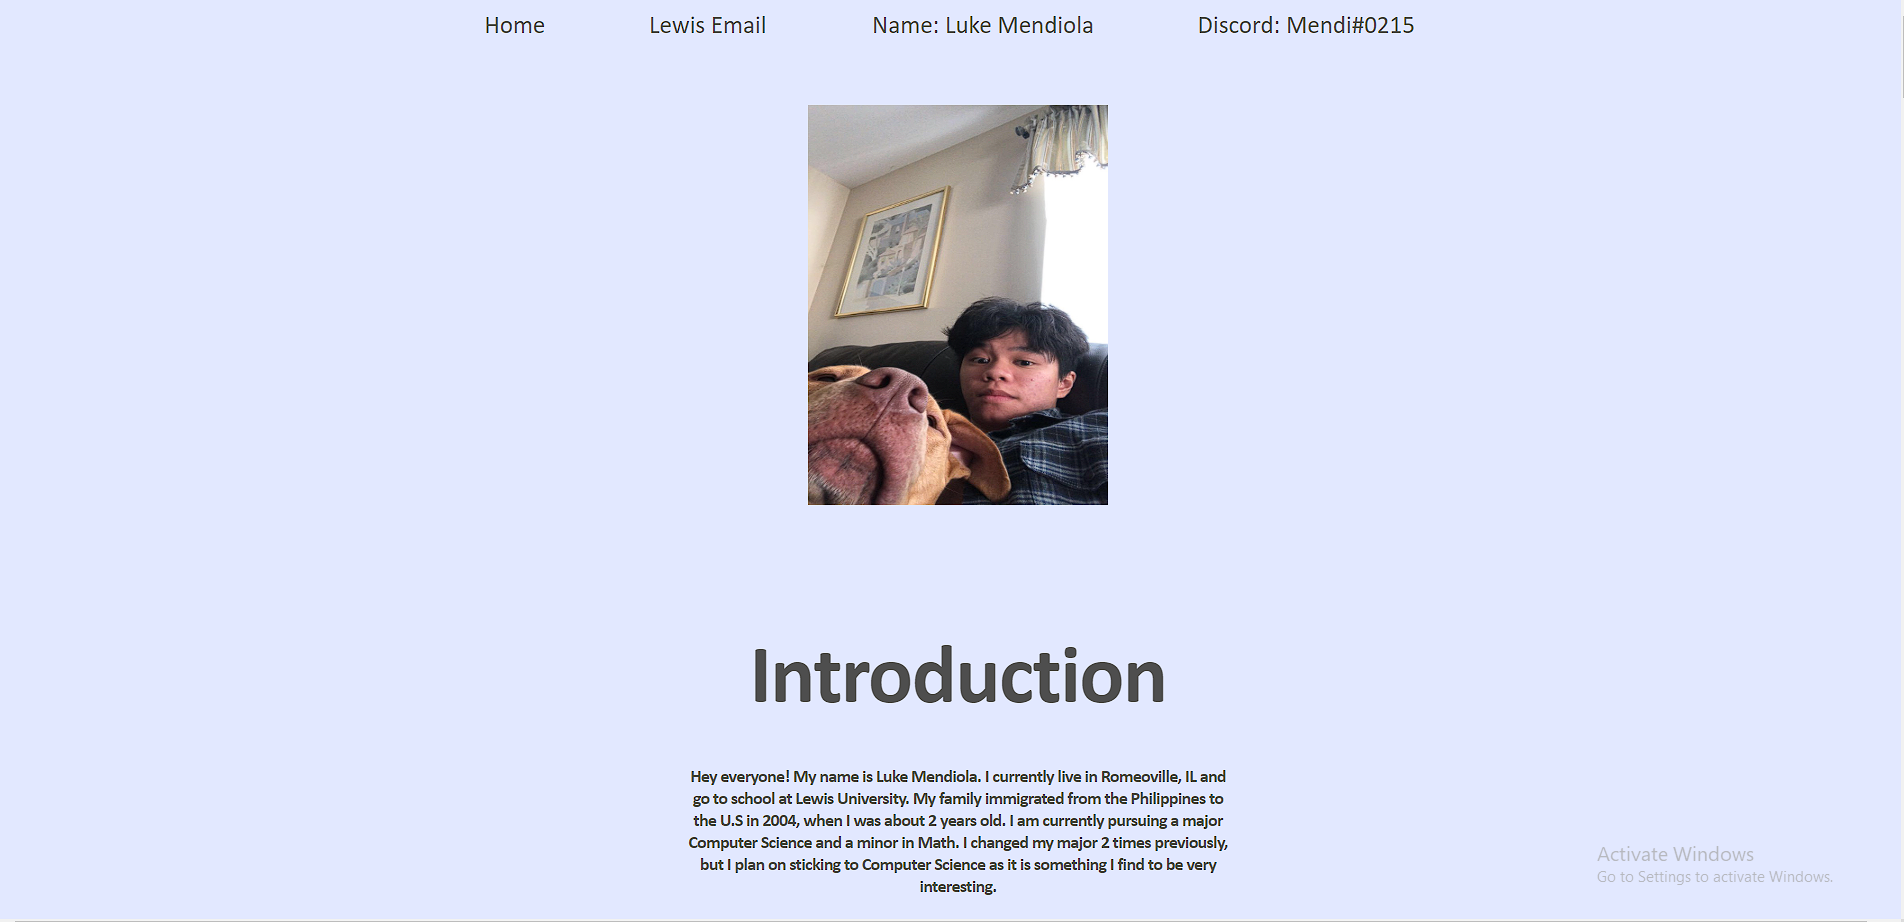 Home Lewis Email Name: Luke Mendiola Discord: Mendi#0215
Introduction
Hey everyone! My name is Luke Mendiola. I currently live in Romeoville, IL and
go to school at Lewis University. My family immigrated from the Philippines to
the U.S in 2004, when I was about 2 years old. I am currently pursuing a major
Computer Science and a minor in Math. I changed my major 2 times previously,
but I plan on sticking to Computer Science as it is something I find to be very
interesting.
Activate Windows
Go to Settings to activate Windows.